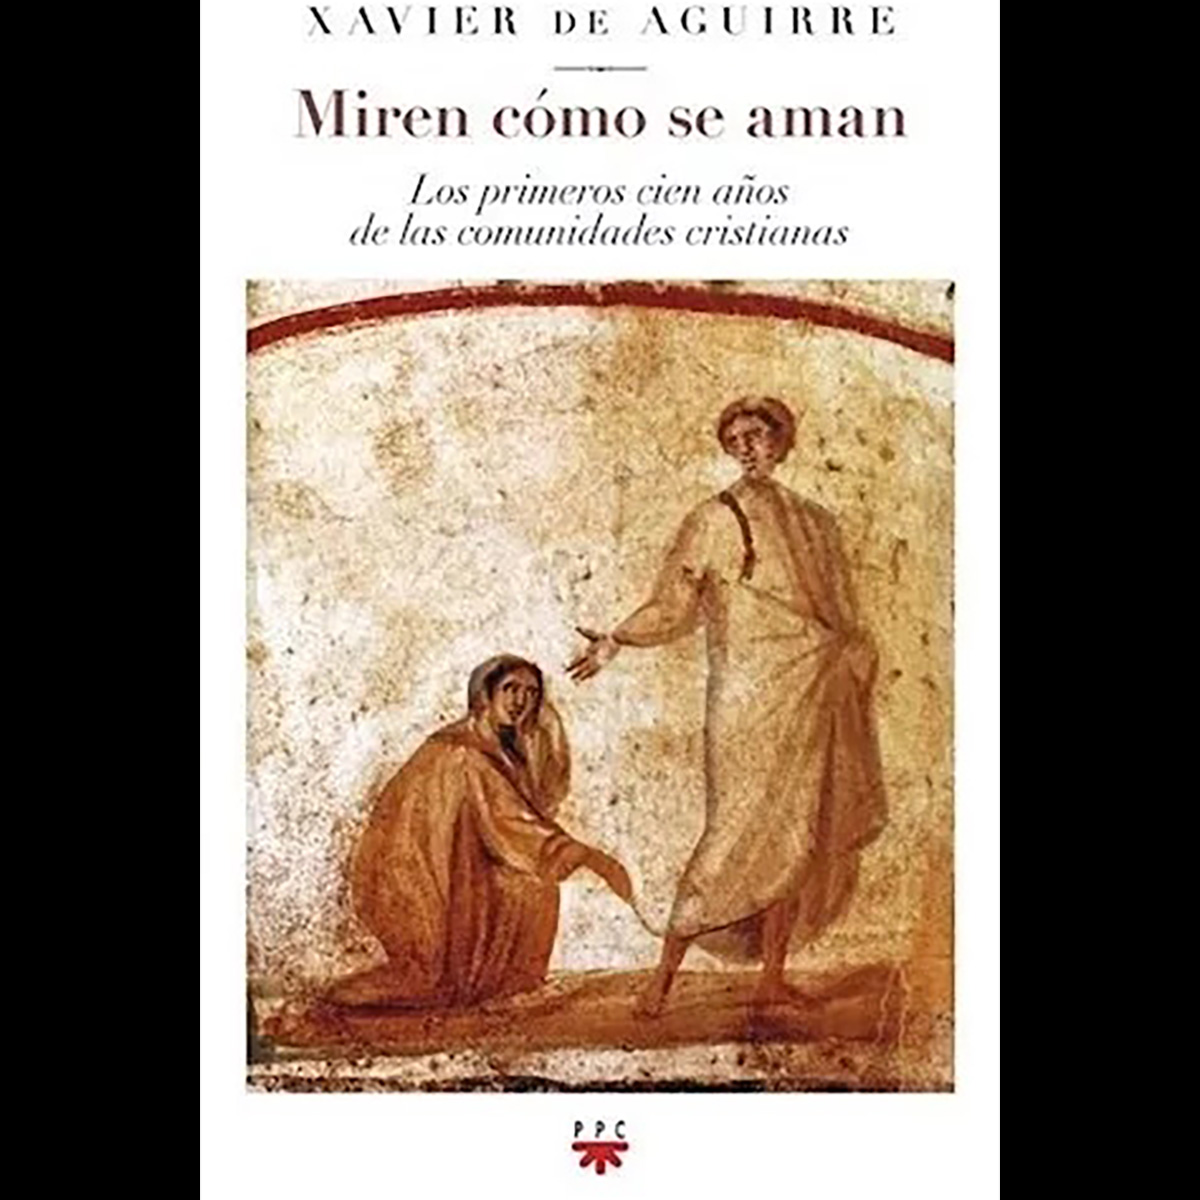 XAVIER DE AGUIRRE
Miren cómo se aman
Los primeros cien años
de las comunidades cristianas
PPC